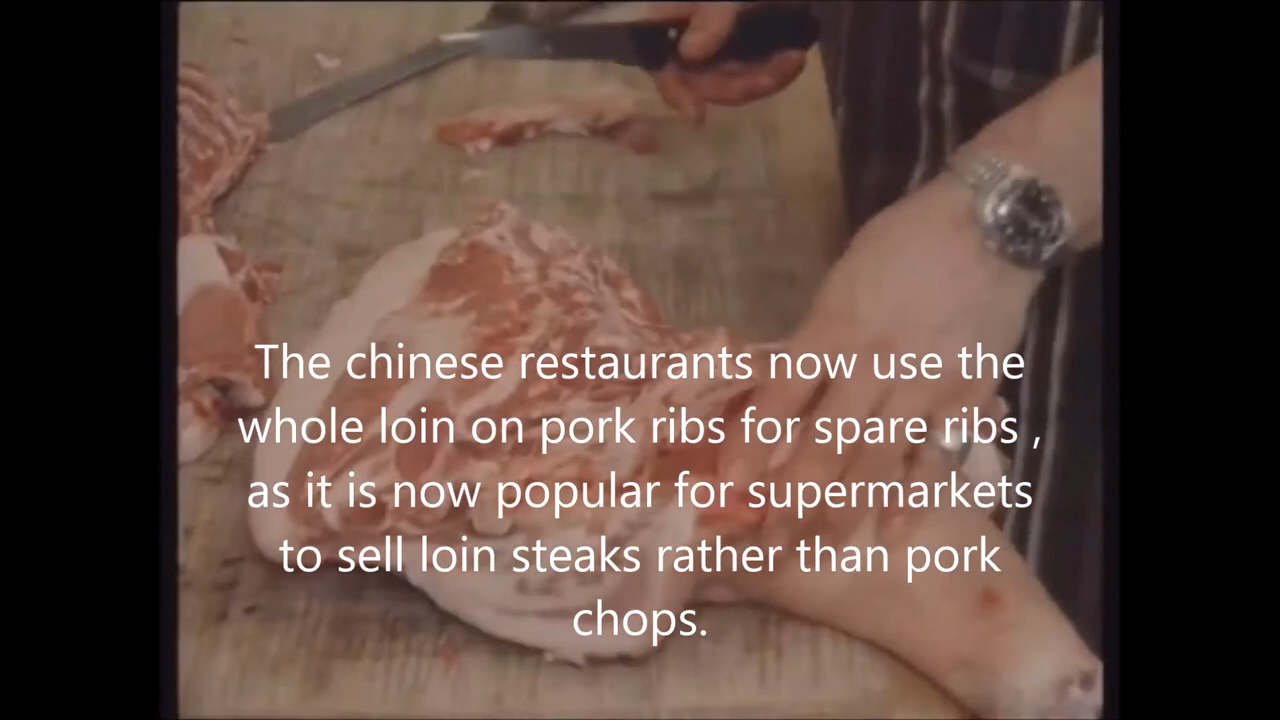 The chinese restaurants now use the
whole loin on pork ribs for spare ribs ,
as it is now popular for supermarkets
to sell loin steaks rather than pork
chops.